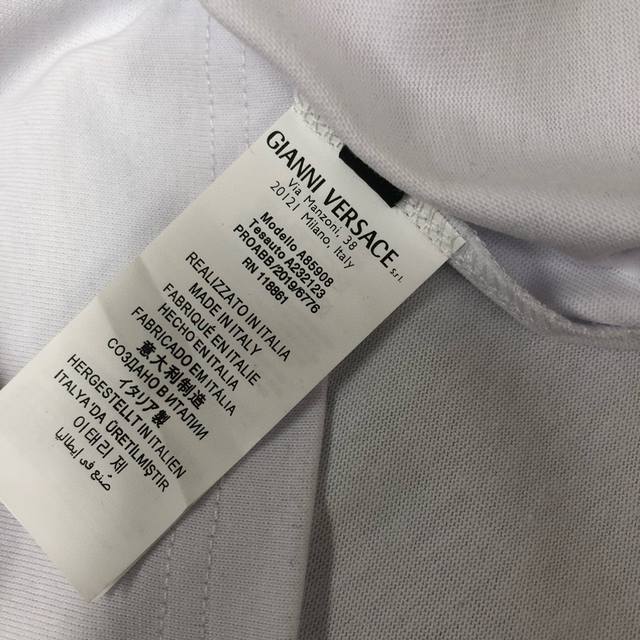 GIANNI VERSACE S.r.l.
Via Manzoni, 38
20121 Milano, Italy
Modello A85908
Tessuto A232123
PROABB/2019/6776
RN 118861
REALIZZATO IN ITALIA
MADE IN ITALY
FABRIQUÉ EN ITALIE
HECHO EN ITALIA
FABRICADO EM ITÁLIA
意大利制造
СОЗДАНО В ИТАЛИИ
イタリア製
HERGESTELLT IN ITALIEN
ITALYA'DA ÜRETİLMİŞTİR
이태리 제
صنع في إيطاليا